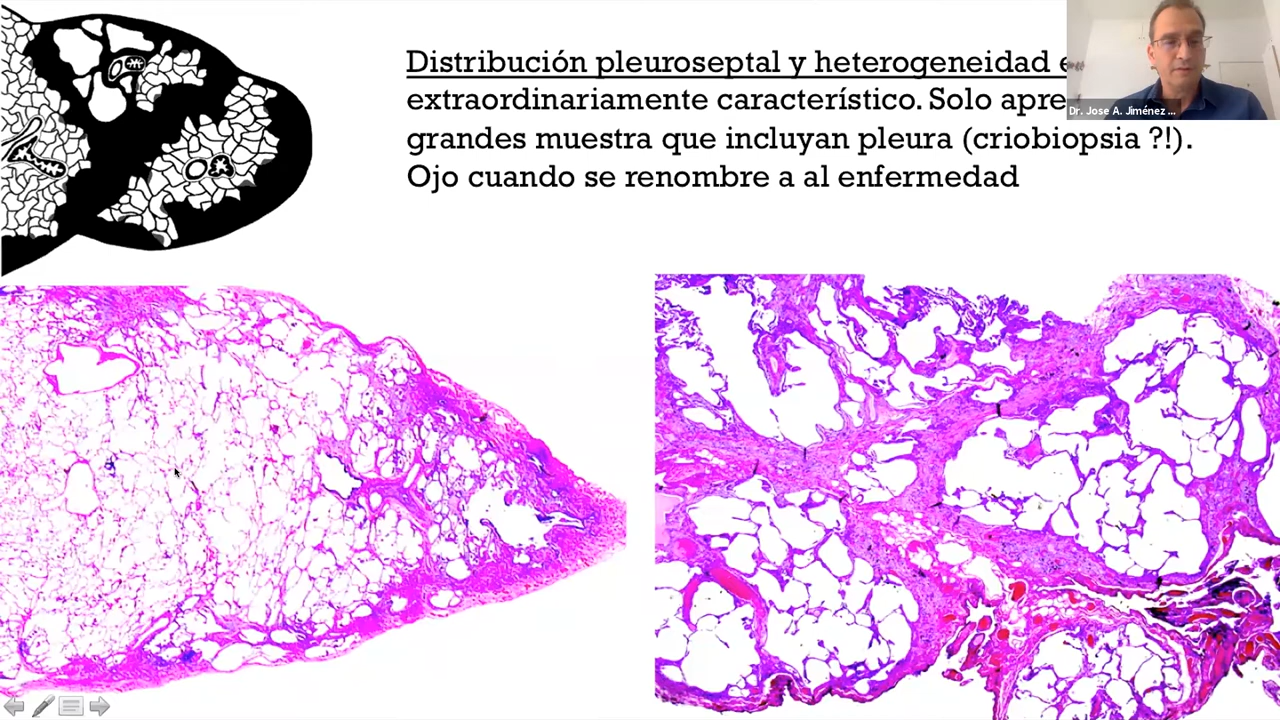 Distribución pleuroseptal y heterogeneidad
extraordinariamente característico. Solo
grandes muestra que incluyan pleura (criobiopsia ?!).
Ojo cuando se renombre a al enfermedad
Dr. Jose A. Jiménez ...